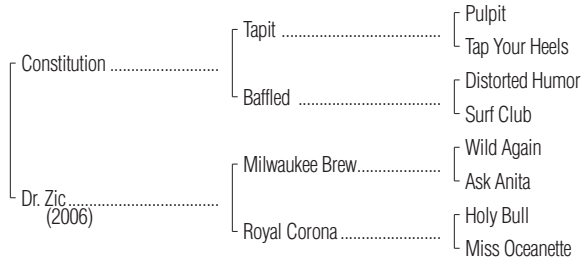 Pulpit
Tapit ........................................
Tap Your Heels
Constitution ...........................
Distorted Humor
Baffled ....................................
Surf Club
Wild Again
Milwaukee Brew.....................
Ask Anita
Dr. Zic......................................
(2006)
Holy Bull
Royal Corona .........................
Miss Oceanette